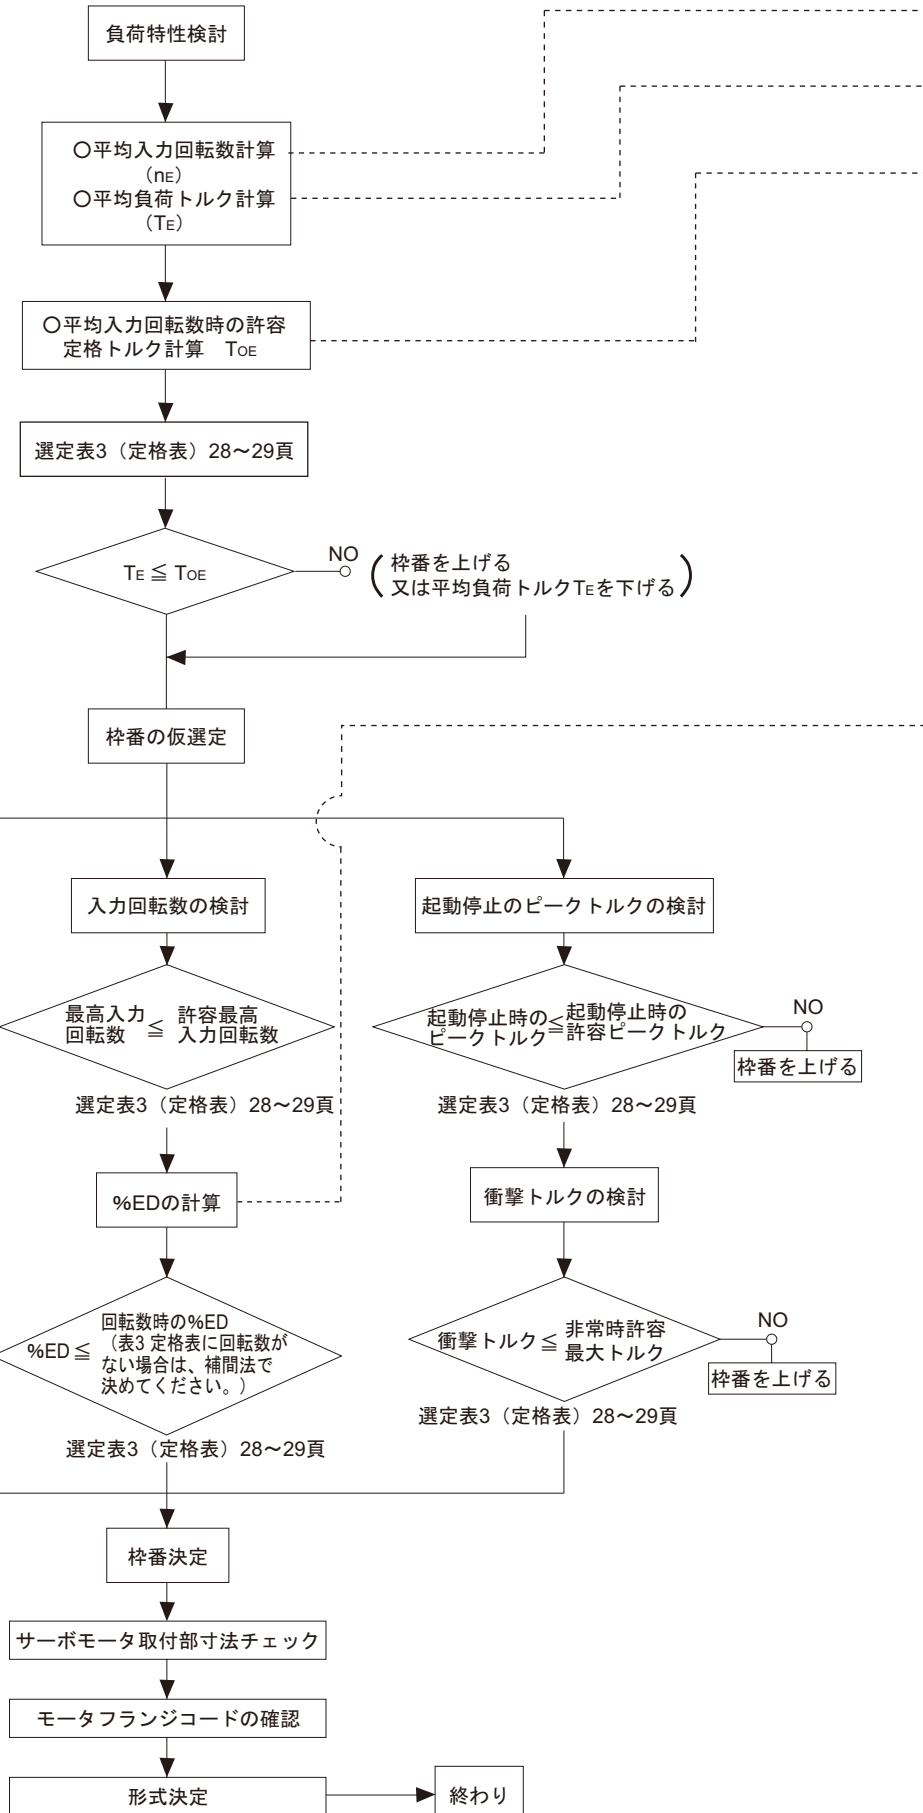 負荷特性検討
〇平均入力回転数計算
（nE）
〇平均負荷トルク計算
（TE）
〇平均入力回転数時の許容
定格トルク計算　TOE
選定表3（定格表）28～29頁
TE ≦ TOE
NO
枠番を上げる
又は平均負荷トルクTEを下げる
枠番の仮選定
入力回転数の検討
最高入力
回転数
≦
許容最高
入力回転数
選定表3（定格表）28～29頁
%EDの計算
%ED ≦
回転数時の%ED
（表3 定格表に回転数が
ない場合は、補間法で
決めてください。）
選定表3（定格表）28～29頁
起動停止のピークトルクの検討
起動停止時の
ピークトルク
≦
起動停止時の
許容ピークトルク
NO
枠番を上げる
選定表3（定格表）28～29頁
衝撃トルクの検討
衝撃トルク ≦
非常時許容
最大トルク
NO
枠番を上げる
選定表3（定格表）28～29頁
枠番決定
サーボモータ取付部寸法チェック
モータフランジコードの確認
形式決定
終わり